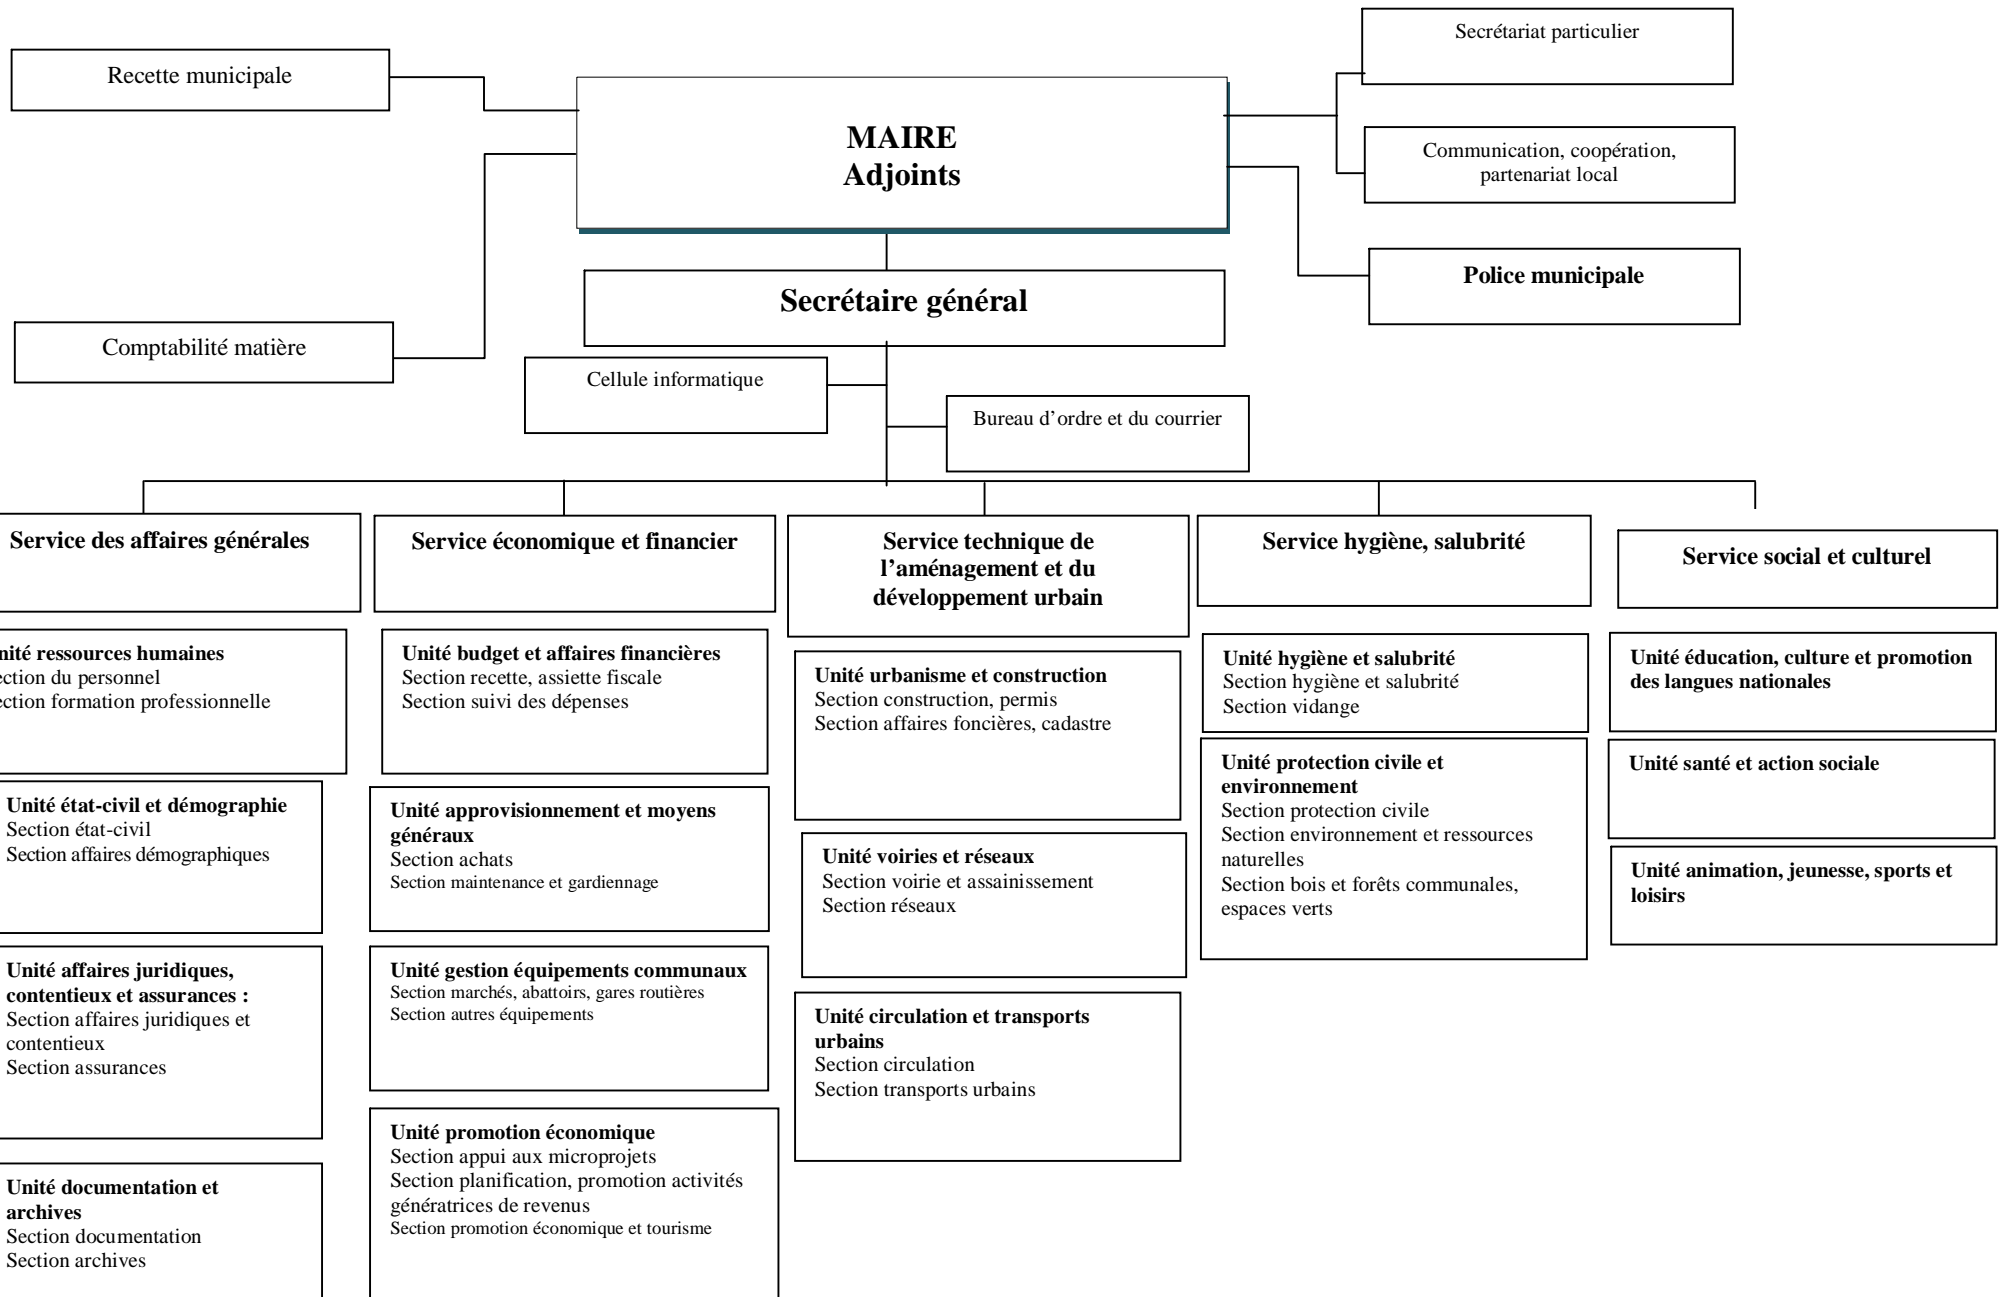 Secrétariat particulier
Recette municipale
MAIRE
Adjoints
Communication, coopération,
partenariat local
Police municipale
Secrétaire général
Comptabilité matière
Cellule informatique
Bureau d’ordre et du courrier
Service des affaires générales
nité ressources humaines
ection du personnel
ection formation professionnelle
Unité état-civil et démographie
Section état-civil
Section affaires démographiques
Unité affaires juridiques,
contentieux et assurances :
Section affaires juridiques et
contentieux
Section assurances
Unité documentation et
archives
Section documentation
Section archives
Service économique et financier
Unité budget et affaires financières
Section recette, assiette fiscale
Section suivi des dépenses
Unité approvisionnement et moyens
généraux
Section achats
Section maintenance et gardiennage
Unité gestion équipements communaux
Section marchés, abattoirs, gares routières
Section autres équipements
Unité promotion économique
Section appui aux microprojets
Section planification, promotion activités
génératrices de revenus
Section promotion économique et tourisme
Service technique de
l’aménagement et du
développement urbain
Unité urbanisme et construction
Section construction, permis
Section affaires foncières, cadastre
Unité voiries et réseaux
Section voirie et assainissement
Section réseaux
Unité circulation et transports
urbains
Section circulation
Section transports urbains
Service hygiène, salubrité
Unité hygiène et salubrité
Section hygiène et salubrité
Section vidange
Unité protection civile et
environnement
Section protection civile
Section environnement et ressources
naturelles
Section bois et forêts communales,
espaces verts
Service social et culturel
Unité éducation, culture et promotion
des langues nationales
Unité santé et action sociale
Unité animation, jeunesse, sports et
loisirs